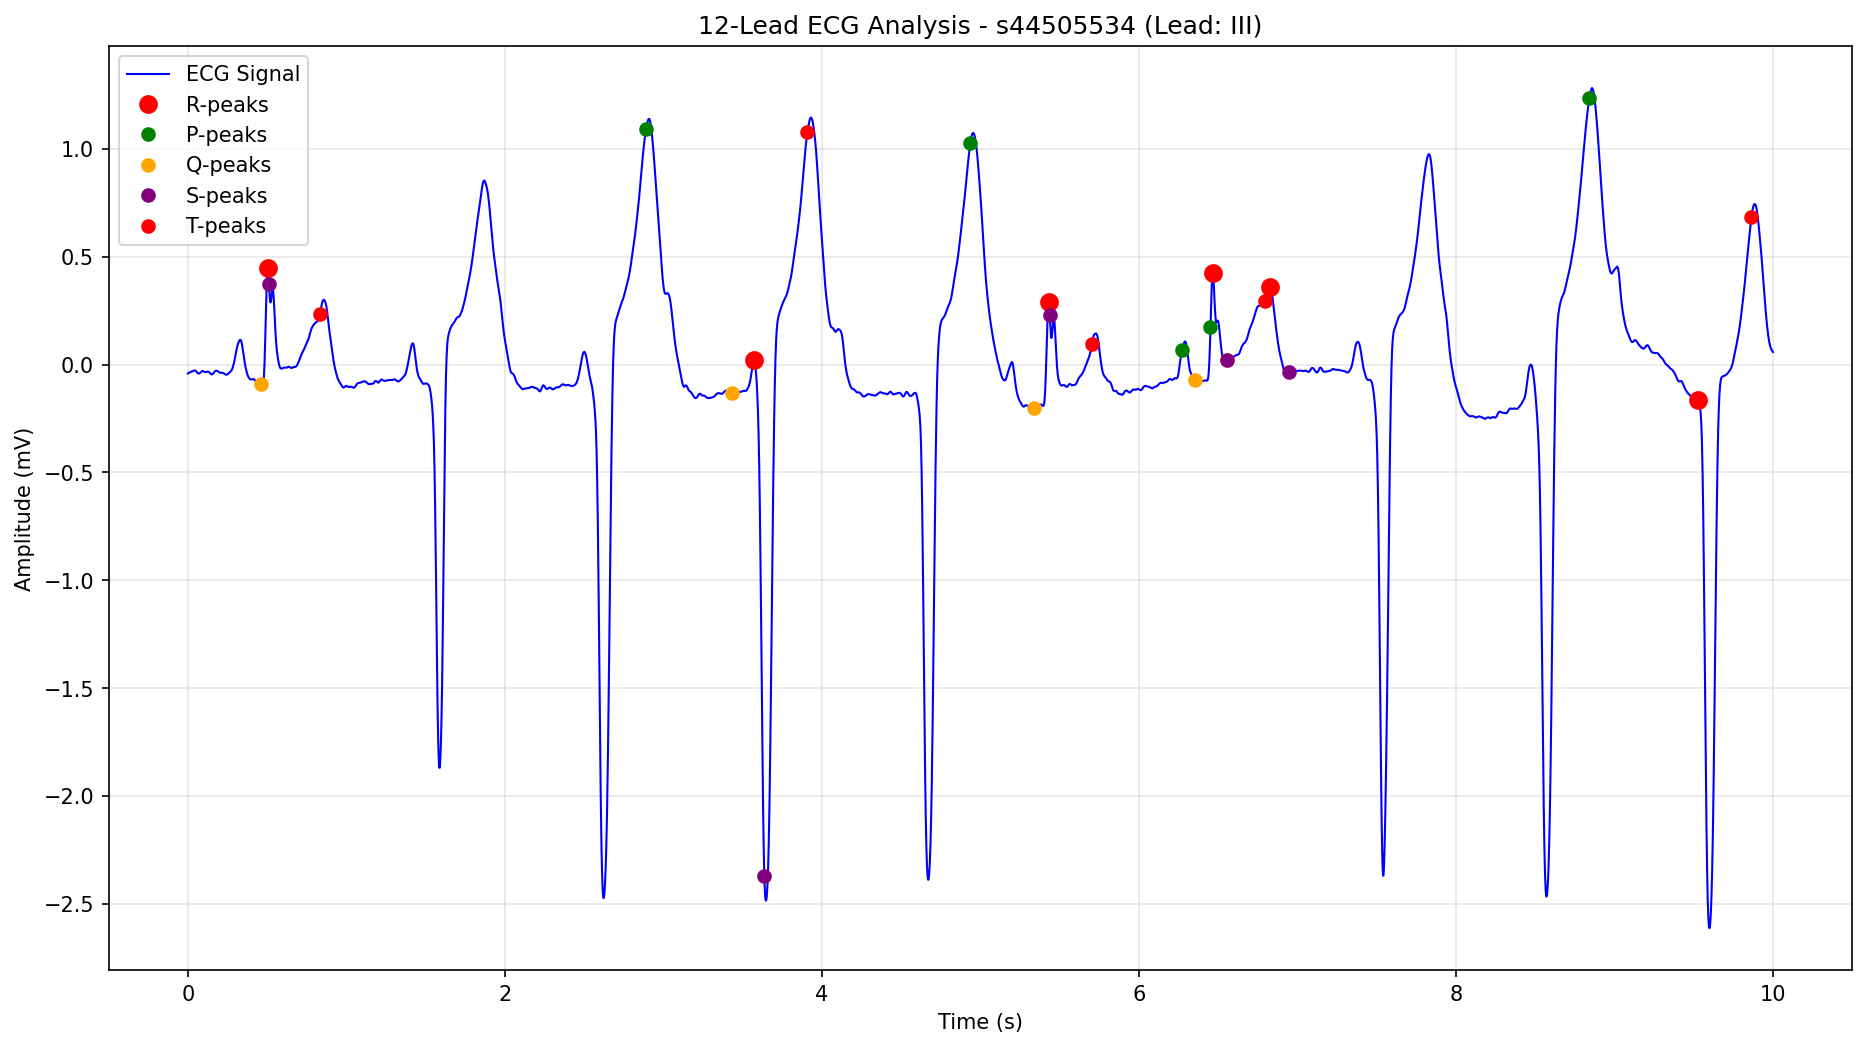 12-Lead ECG Analysis - s44505534 (Lead: III)
ECG Signal
R-peaks
P-peaks
Q-peaks
S-peaks
T-peaks
1.0
0.5
0.0
−0.5
−1.0
−1.5
−2.0
−2.5
Amplitude (mV)
0 2 4 6 8 10
Time (s)